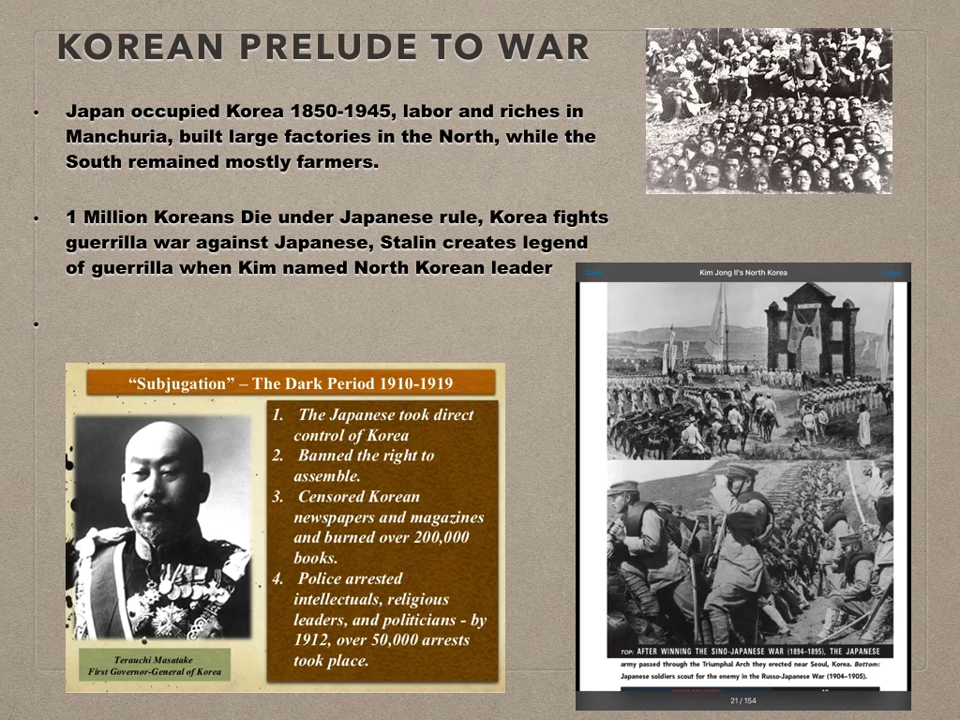 KOREAN PRELUDE TO WAR
• Japan occupied Korea 1850-1945, labor and riches in
Manchuria, built large factories in the North, while the
South remained mostly farmers.
• 1 Million Koreans Die under Japanese rule, Korea fights
guerrilla war against Japanese, Stalin creates legend
of guerrilla when Kim named North Korean leader
•
“Subjugation” – The Dark Period 1910-1919
1. The Japanese took direct
control of Korea
2. Banned the right to
assemble.
3. Censored Korean
newspapers and magazines
and burned over 200,000
books.
4. Police arrested
intellectuals, religious
leaders, and politicians - by
1912, over 50,000 arrests
took place.
Terauchi Masatake
First Governor-General of Korea
Kim Jong Il's North Korea
TOP: AFTER WINNING THE SINO-JAPANESE WAR (1894–1895), THE JAPANESE
army passed through the Triumphal Arch they erected near Seoul, Korea. Bottom:
Japanese soldiers scout for the enemy in the Russo-Japanese War (1904–1905).
21 / 154